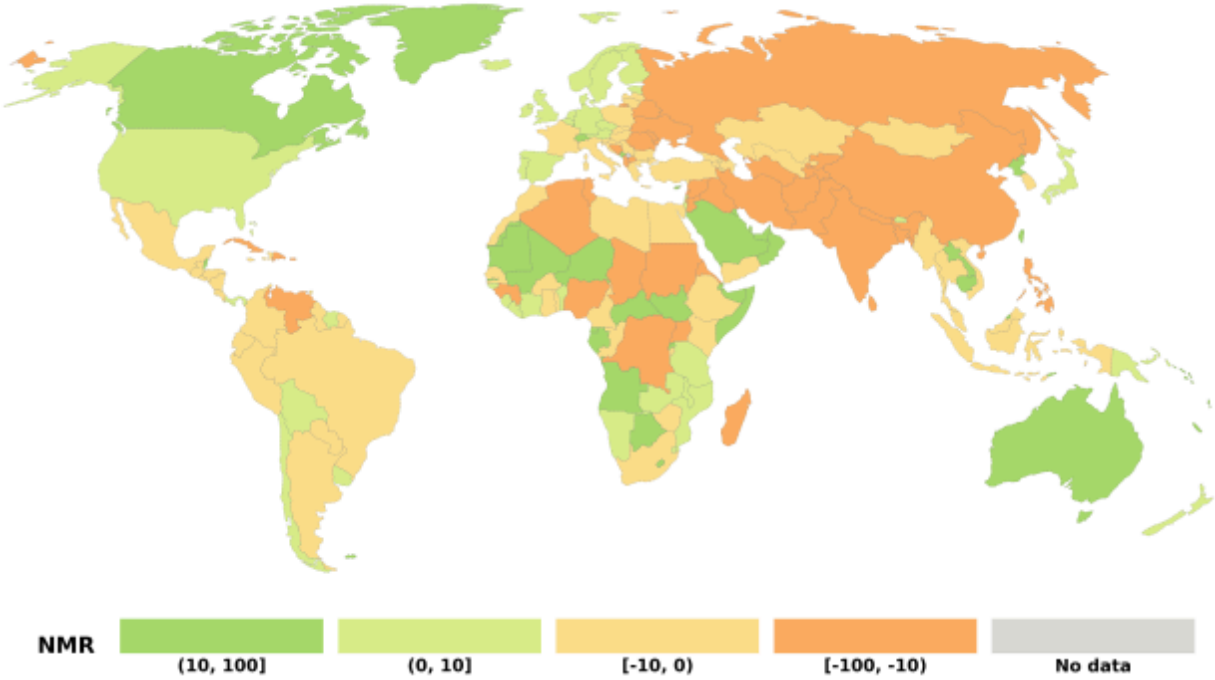 NMR
(10, 100]
(0, 10]
[-10, 0)
[-100, -10)
No data